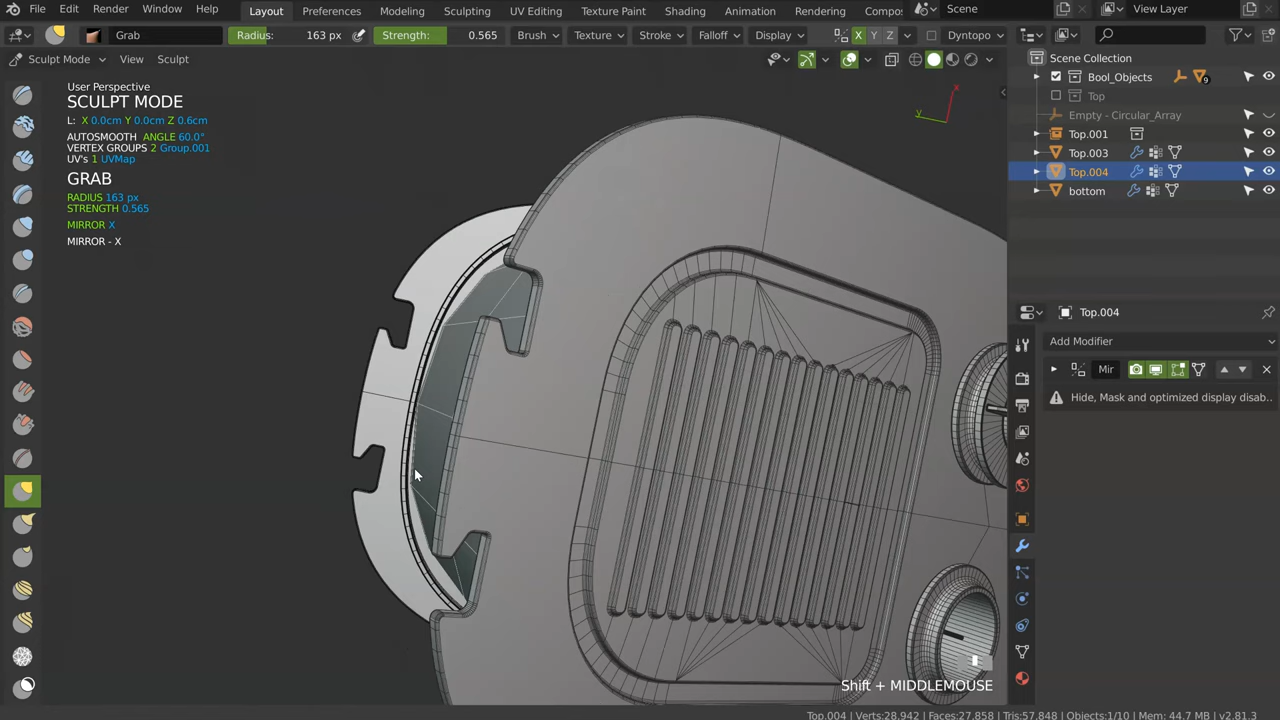 File Edit Render Window Help Layout Preferences Modeling Sculpting UV Editing Texture Paint Shading Animation Rendering Compo: Scene View Layer
Grab Radius: 163 px Strength: 0.565 Brush Texture Stroke Falloff Display X Y Z Dyntopo
Sculpt Mode View Sculpt
Scene Collection
Bool_Objects 9
Top
Empty - Circular_Array
Top.001
Top.003
Top.004
bottom
User Perspective
SCULPT MODE
L: X 0.0cm Y 0.0cm Z 0.6cm
AUTOSMOOTH ANGLE 60.0°
VERTEX GROUPS 2 Group.001
UV's 1 UVMap
GRAB
RADIUS 163 px
STRENGTH 0.565
MIRROR X
MIRROR - X
x
y
Top.004
Add Modifier
Mir
Hide, Mask and optimized display disab..
Shift + MIDDLEMOUSE
Top.004 | Verts:28,942 | Faces:27,858 | Tris:57,848 | Objects:1/10 | Mem: 44.7 MB | v2.81.3